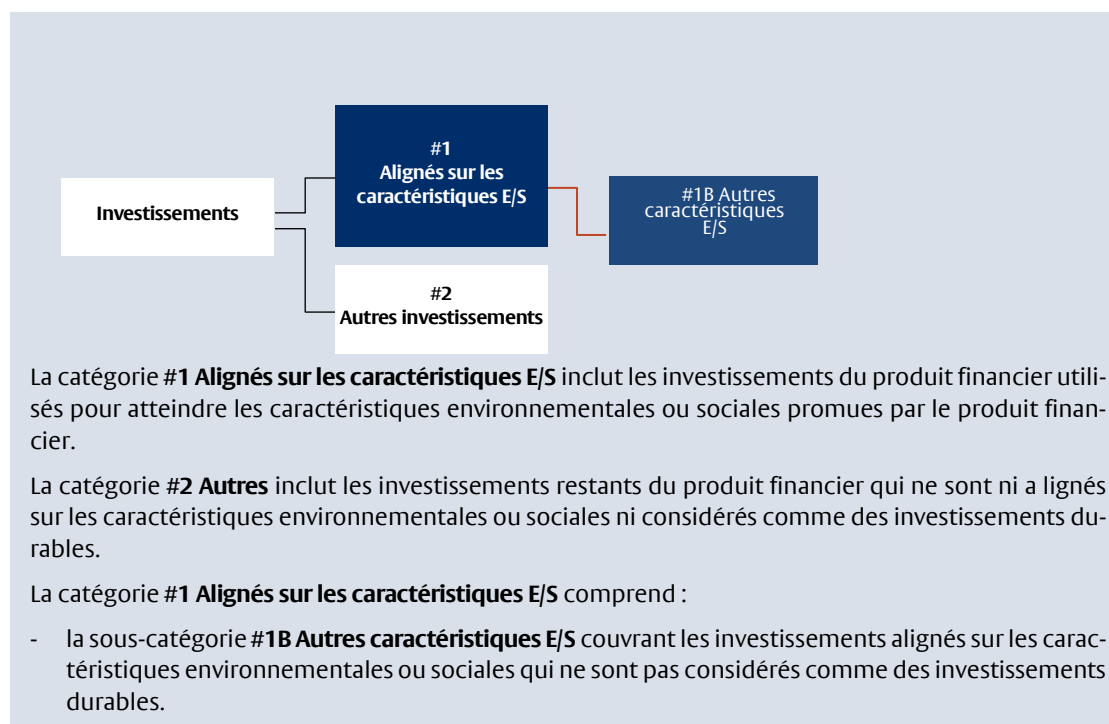 #1
Alignés sur les
caractéristiques E/S
Investissements
#1B Autres
caractéristiques
E/S
#2
Autres investissements
La catégorie #1 Alignés sur les caractéristiques E/S inclut les investissements du produit financier utili-
sés pour atteindre les caractéristiques environnementales ou sociales promues par le produit finan-
cier.
La catégorie #2 Autres inclut les investissements restants du produit financier qui ne sont ni a lignés
sur les caractéristiques environnementales ou sociales ni considérés comme des investissements du-
rables.
La catégorie #1 Alignés sur les caractéristiques E/S comprend :
- la sous-catégorie #1B Autres caractéristiques E/S couvrant les investissements alignés sur les carac-
téristiques environnementales ou sociales qui ne sont pas considérés comme des investissements
durables.